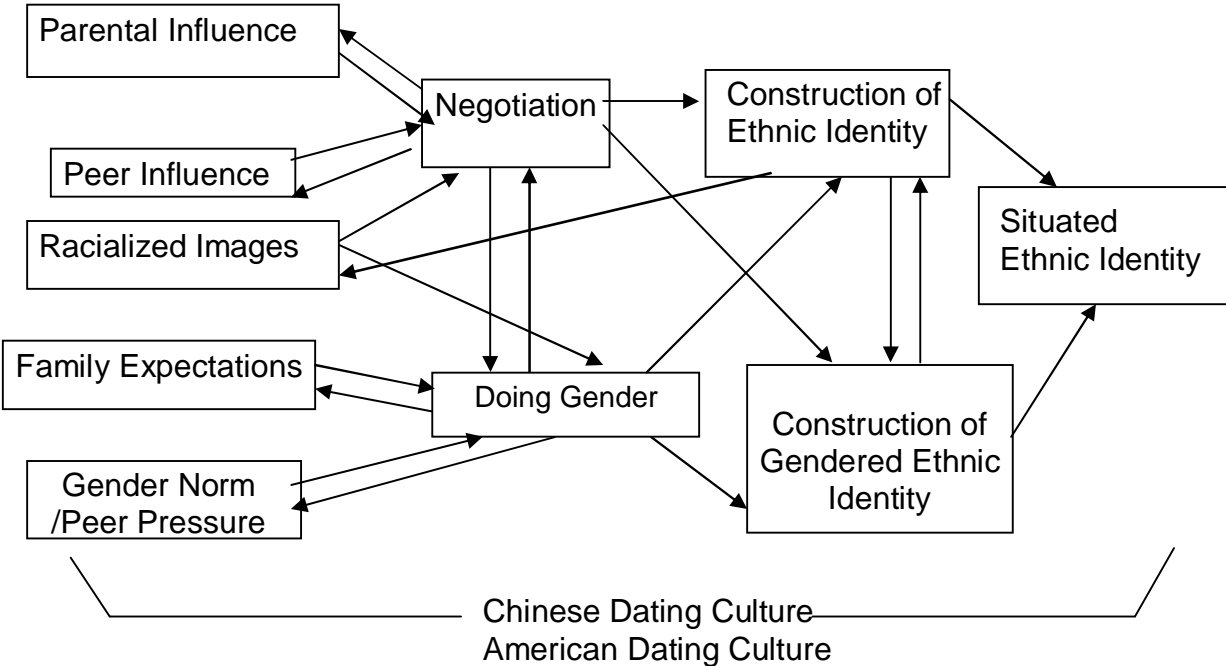 Parental Influence
Negotiation
Construction of
Ethnic Identity
Peer Influence
Racialized Images
Situated
Ethnic Identity
Family Expectations
Doing Gender
Construction of
Gendered Ethnic
Identity
Gender Norm
/Peer Pressure
Chinese Dating Culture
American Dating Culture